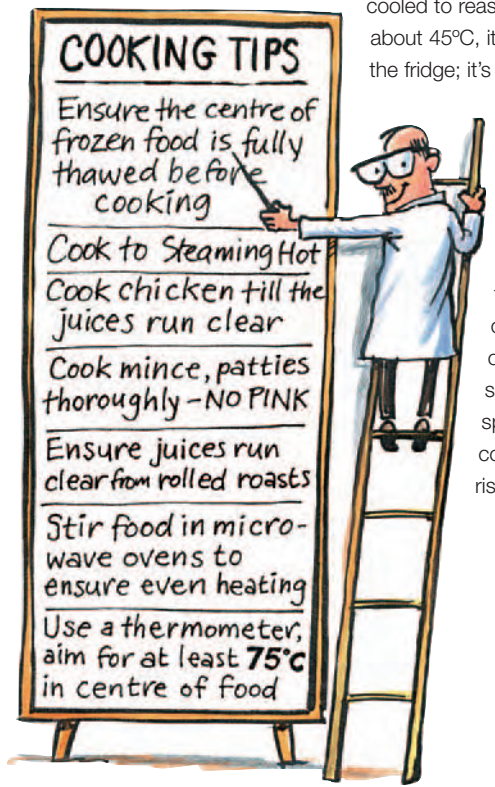 cooled to
about 45ºC, it
the fridge; it's
COOKING TIPS
Ensure the centre of
frozen food is fully
thawed before
cooking
Cook to Steaming Hot
Cook chicken till the
juices run clear
Cook mince, patties
thoroughly - NO PINK
Ensure juices run
clear from rolled roasts
Stir food in micro-
wave ovens to
ensure even heating
Use a thermometer,
aim for at least 75°c
in centre of food